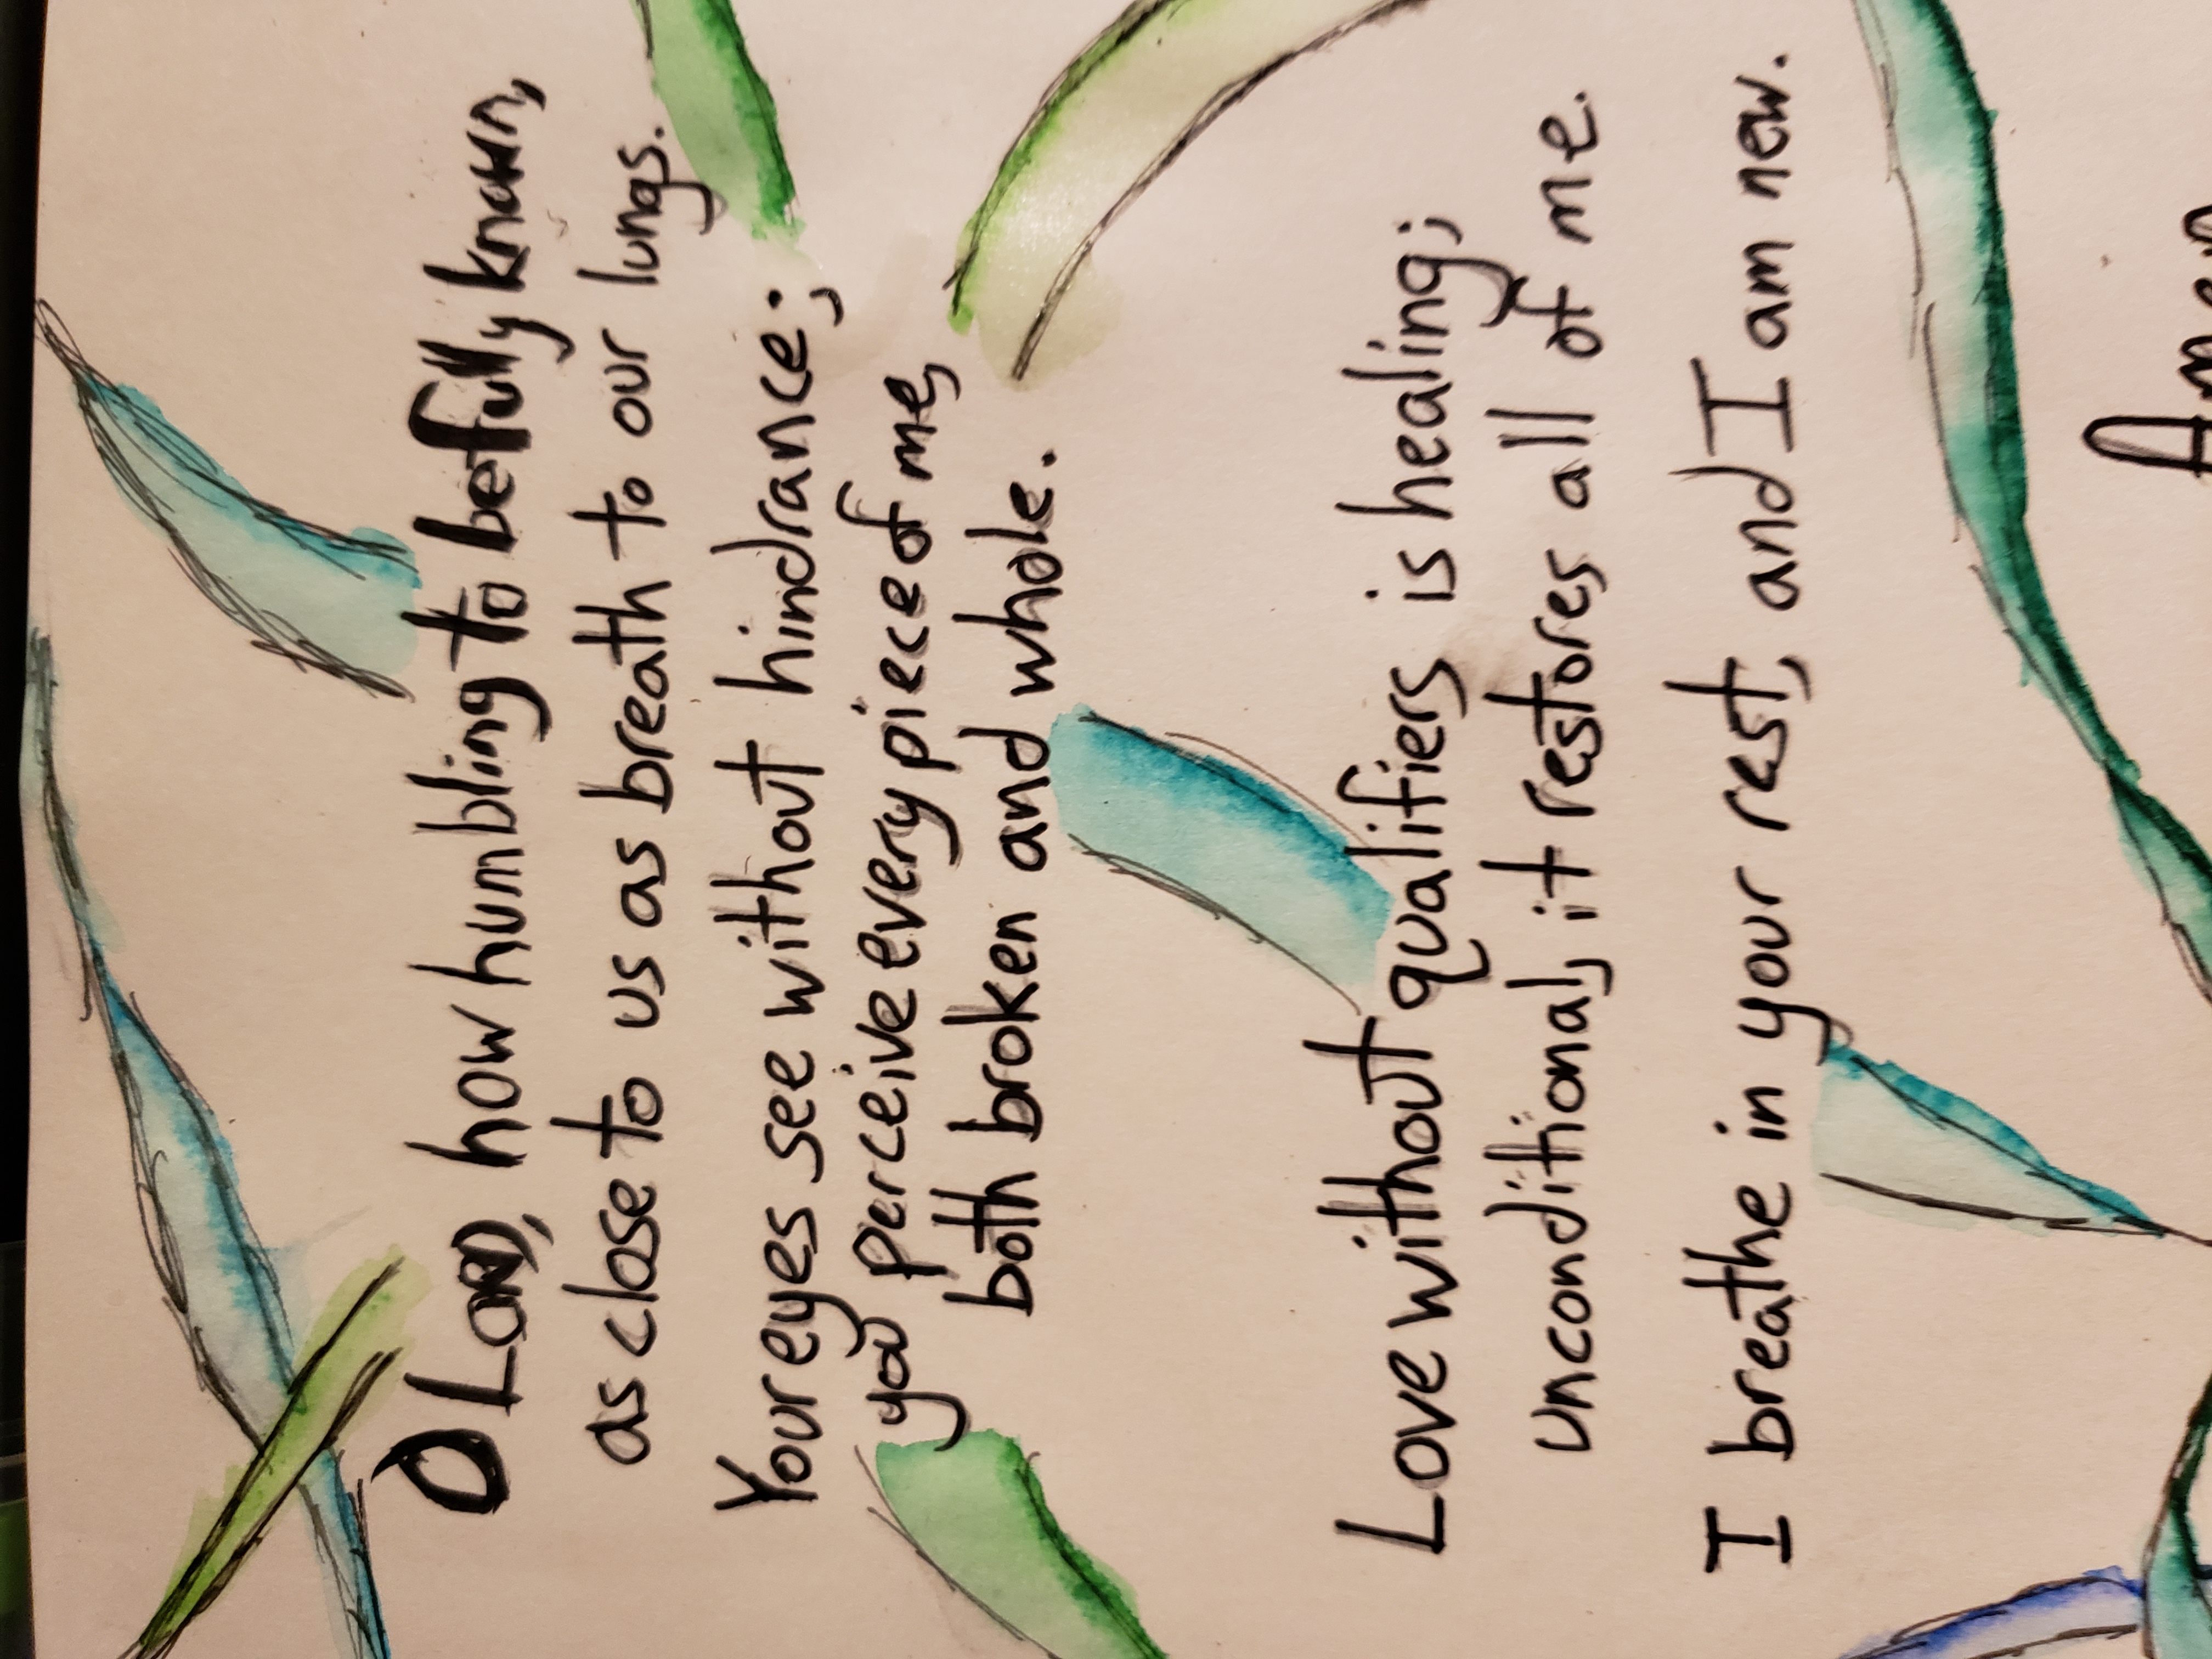 O LORD, how humbling to be fully known,
as close to us as breath to our lungs.
Your eyes see without hindrance;
you perceive every piece of me,
both broken and whole.
Love without qualifiers is healing;
unconditional, it restores all of me.
I breathe in your rest, and I am new.
Amen